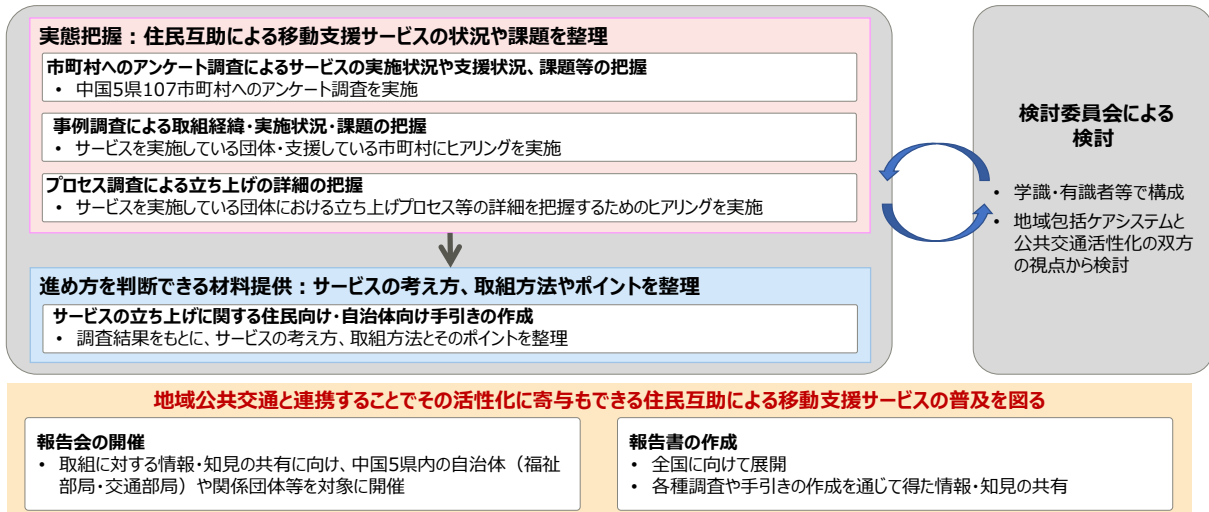 実態把握：住民互助による移動支援サービスの状況や課題を整理
市町村へのアンケート調査によるサービスの実施状況や支援状況、課題等の把握
• 中国5県107市町村へのアンケート調査を実施
事例調査による取組経緯・実施状況・課題の把握
• サービスを実施している団体・支援している市町村にヒアリングを実施
プロセス調査による立ち上げの詳細の把握
• サービスを実施している団体における立ち上げプロセス等の詳細を把握するためのヒアリングを実施
進め方を判断できる材料提供：サービスの考え方、取組方法やポイントを整理
サービスの立ち上げに関する住民向け・自治体向け手引きの作成
• 調査結果をもとに、サービスの考え方、取組方法とそのポイントを整理
検討委員会による
検討
• 学識・有識者等で構成
• 地域包括ケアシステムと
公共交通活性化の双方
の視点から検討
地域公共交通と連携することでその活性化に寄与もできる住民互助による移動支援サービスの普及を図る
報告会の開催
• 取組に対する情報・知見の共有に向け、中国5県内の自治体（福祉
部局・交通部局）や関係団体等を対象に開催
報告書の作成
• 全国に向けて展開
• 各種調査や手引きの作成を通じて得た情報・知見の共有